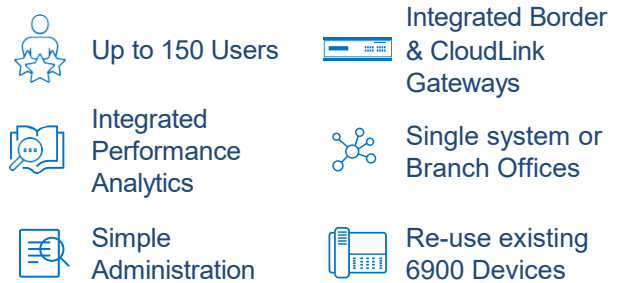 Up to 150 Users
Integrated Border
& CloudLink
Gateways
Integrated
Performance
Analytics
Single system or
Branch Offices
Simple
Administration
Re-use existing
6900 Devices